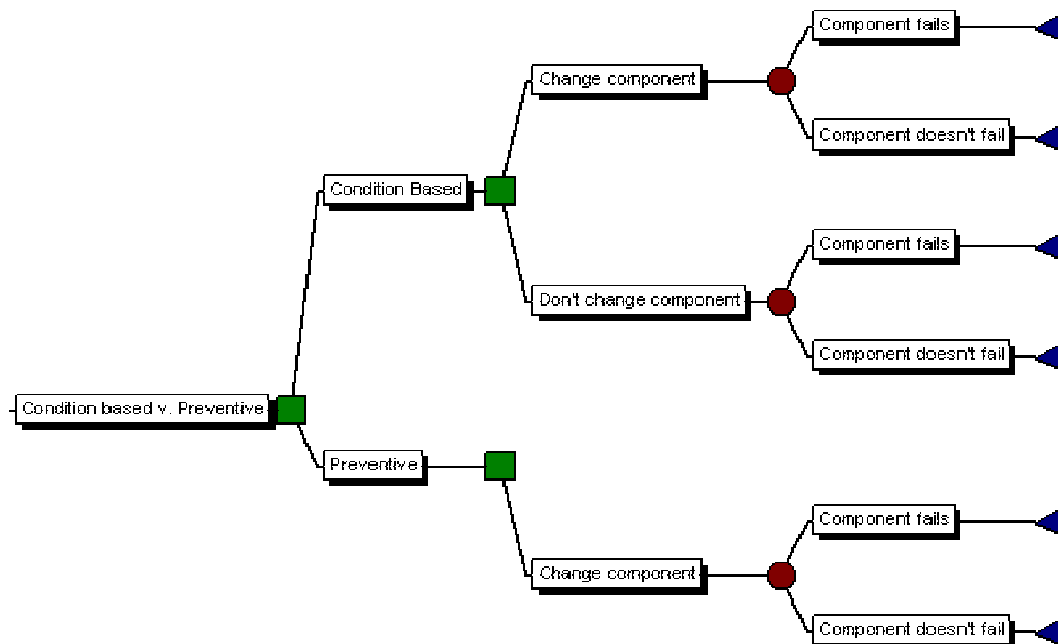 Component fails
Change component
Component doesn't fail
Condition Based
Component fails
Don't change component
Component doesn't fail
Condition based v. Preventive
Preventive
Component fails
Change component
Component doesn't fail